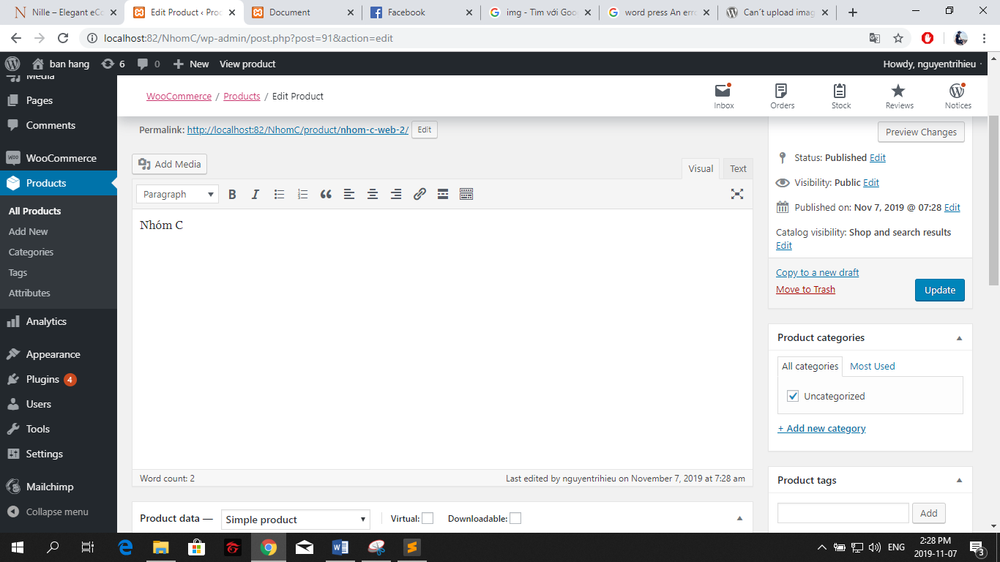 Nille – Elegant eCo
Edit Product ‹ Proc
Document
Facebook
img - Tìm với Goo
word press An erro
Can´t upload imag
localhost:82/NhomC/wp-admin/post.php?post=91&action=edit
ban hang
6
0
New
View product
Howdy, nguyentrihieu
Media
Pages
Comments
WooCommerce
Products
All Products
Add New
Categories
Tags
Attributes
Analytics
Appearance
Plugins 4
Users
Tools
Settings
Mailchimp
Collapse menu
WooCommerce / Products / Edit Product
Inbox
Orders
Stock
Reviews
Notices
Permalink: http://localhost:82/NhomC/product/nhom-c-web-2/ Edit
Add Media
Visual
Text
Paragraph
B I
Nhóm C
Word count: 2
Last edited by nguyentrihieu on November 7, 2019 at 7:28 am
Product data —
Simple product
Virtual:
Downloadable:
Preview Changes
Status: Published Edit
Visibility: Public Edit
Published on: Nov 7, 2019 @ 07:28 Edit
Catalog visibility: Shop and search results
Edit
Copy to a new draft
Move to Trash
Update
Product categories
All categories
Most Used
Uncategorized
+ Add new category
Product tags
Add
ENG
2:28 PM
2019-11-07
3